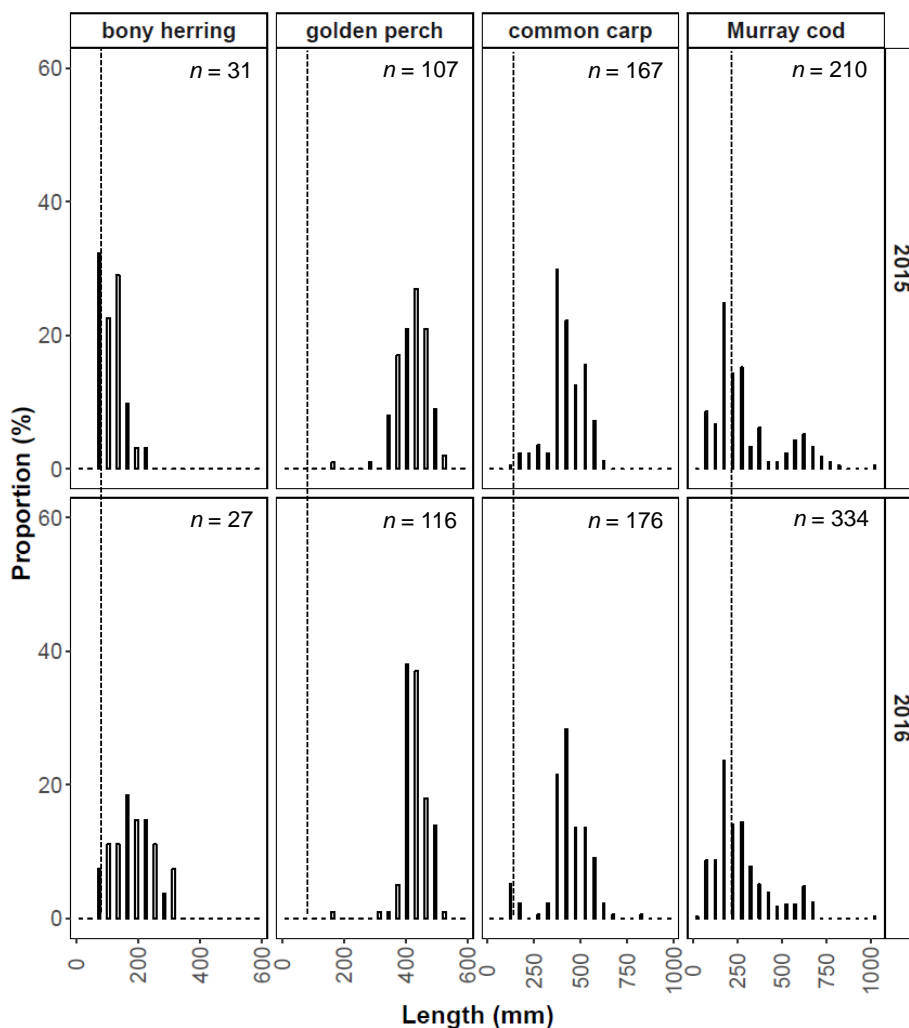 bony herring
golden perch
common carp
Murray cod
n = 31
n = 107
n = 167
n = 210
60
40
20
0
2015
n = 27
n = 116
n = 176
n = 334
60
40
20
0
2016
Proportion (%)
0
200
400
600
0
200
400
600
0
250
500
750
1000
0
250
500
750
1000
Length (mm)